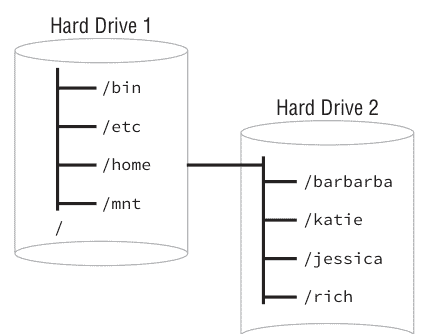 Hard Drive 1
/bin
/etc
/home
/mnt
/
Hard Drive 2
/barbarba
/katie
/jessica
/rich